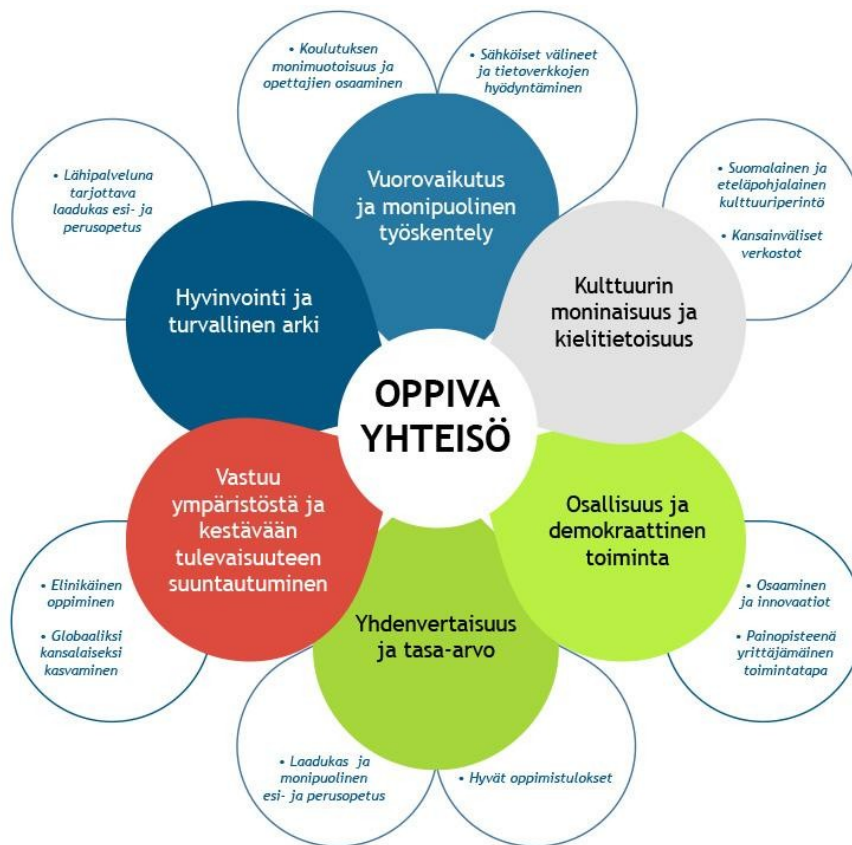 • Koulutuksen
monimuotoisuus ja
opettajien osaaminen
• Sähköiset välineet
ja tietoverkkojen
hyödyntäminen
• Lähipalveluna
tarjottava
laadukas esi- ja
perusopetus
Vuorovaikutus
ja monipuolinen
työskentely
• Suomalainen ja
eteläpohjalainen
kulttuuriperintö
• Kansainväliset
verkostot
Hyvinvointi ja
turvallinen arki
Kulttuurin
moninaisuus ja
kielitietoisuus
OPPIVA
YHTEISÖ
Vastuu
ympäristöstä ja
kestävään
tulevaisuuteen
suuntautuminen
Osallisuus ja
demokraattinen
toiminta
• Elinikäinen
oppiminen
• Globaaliksi
kansalaiseksi
kasvaminen
Yhdenvertaisuus
ja tasa-arvo
• Osaaminen
ja innovaatiot
• Painopisteenä
yrittäjämäinen
toimintatapa
• Laadukas ja
monipuolinen
esi- ja perusopetus
• Hyvät oppimistulokset